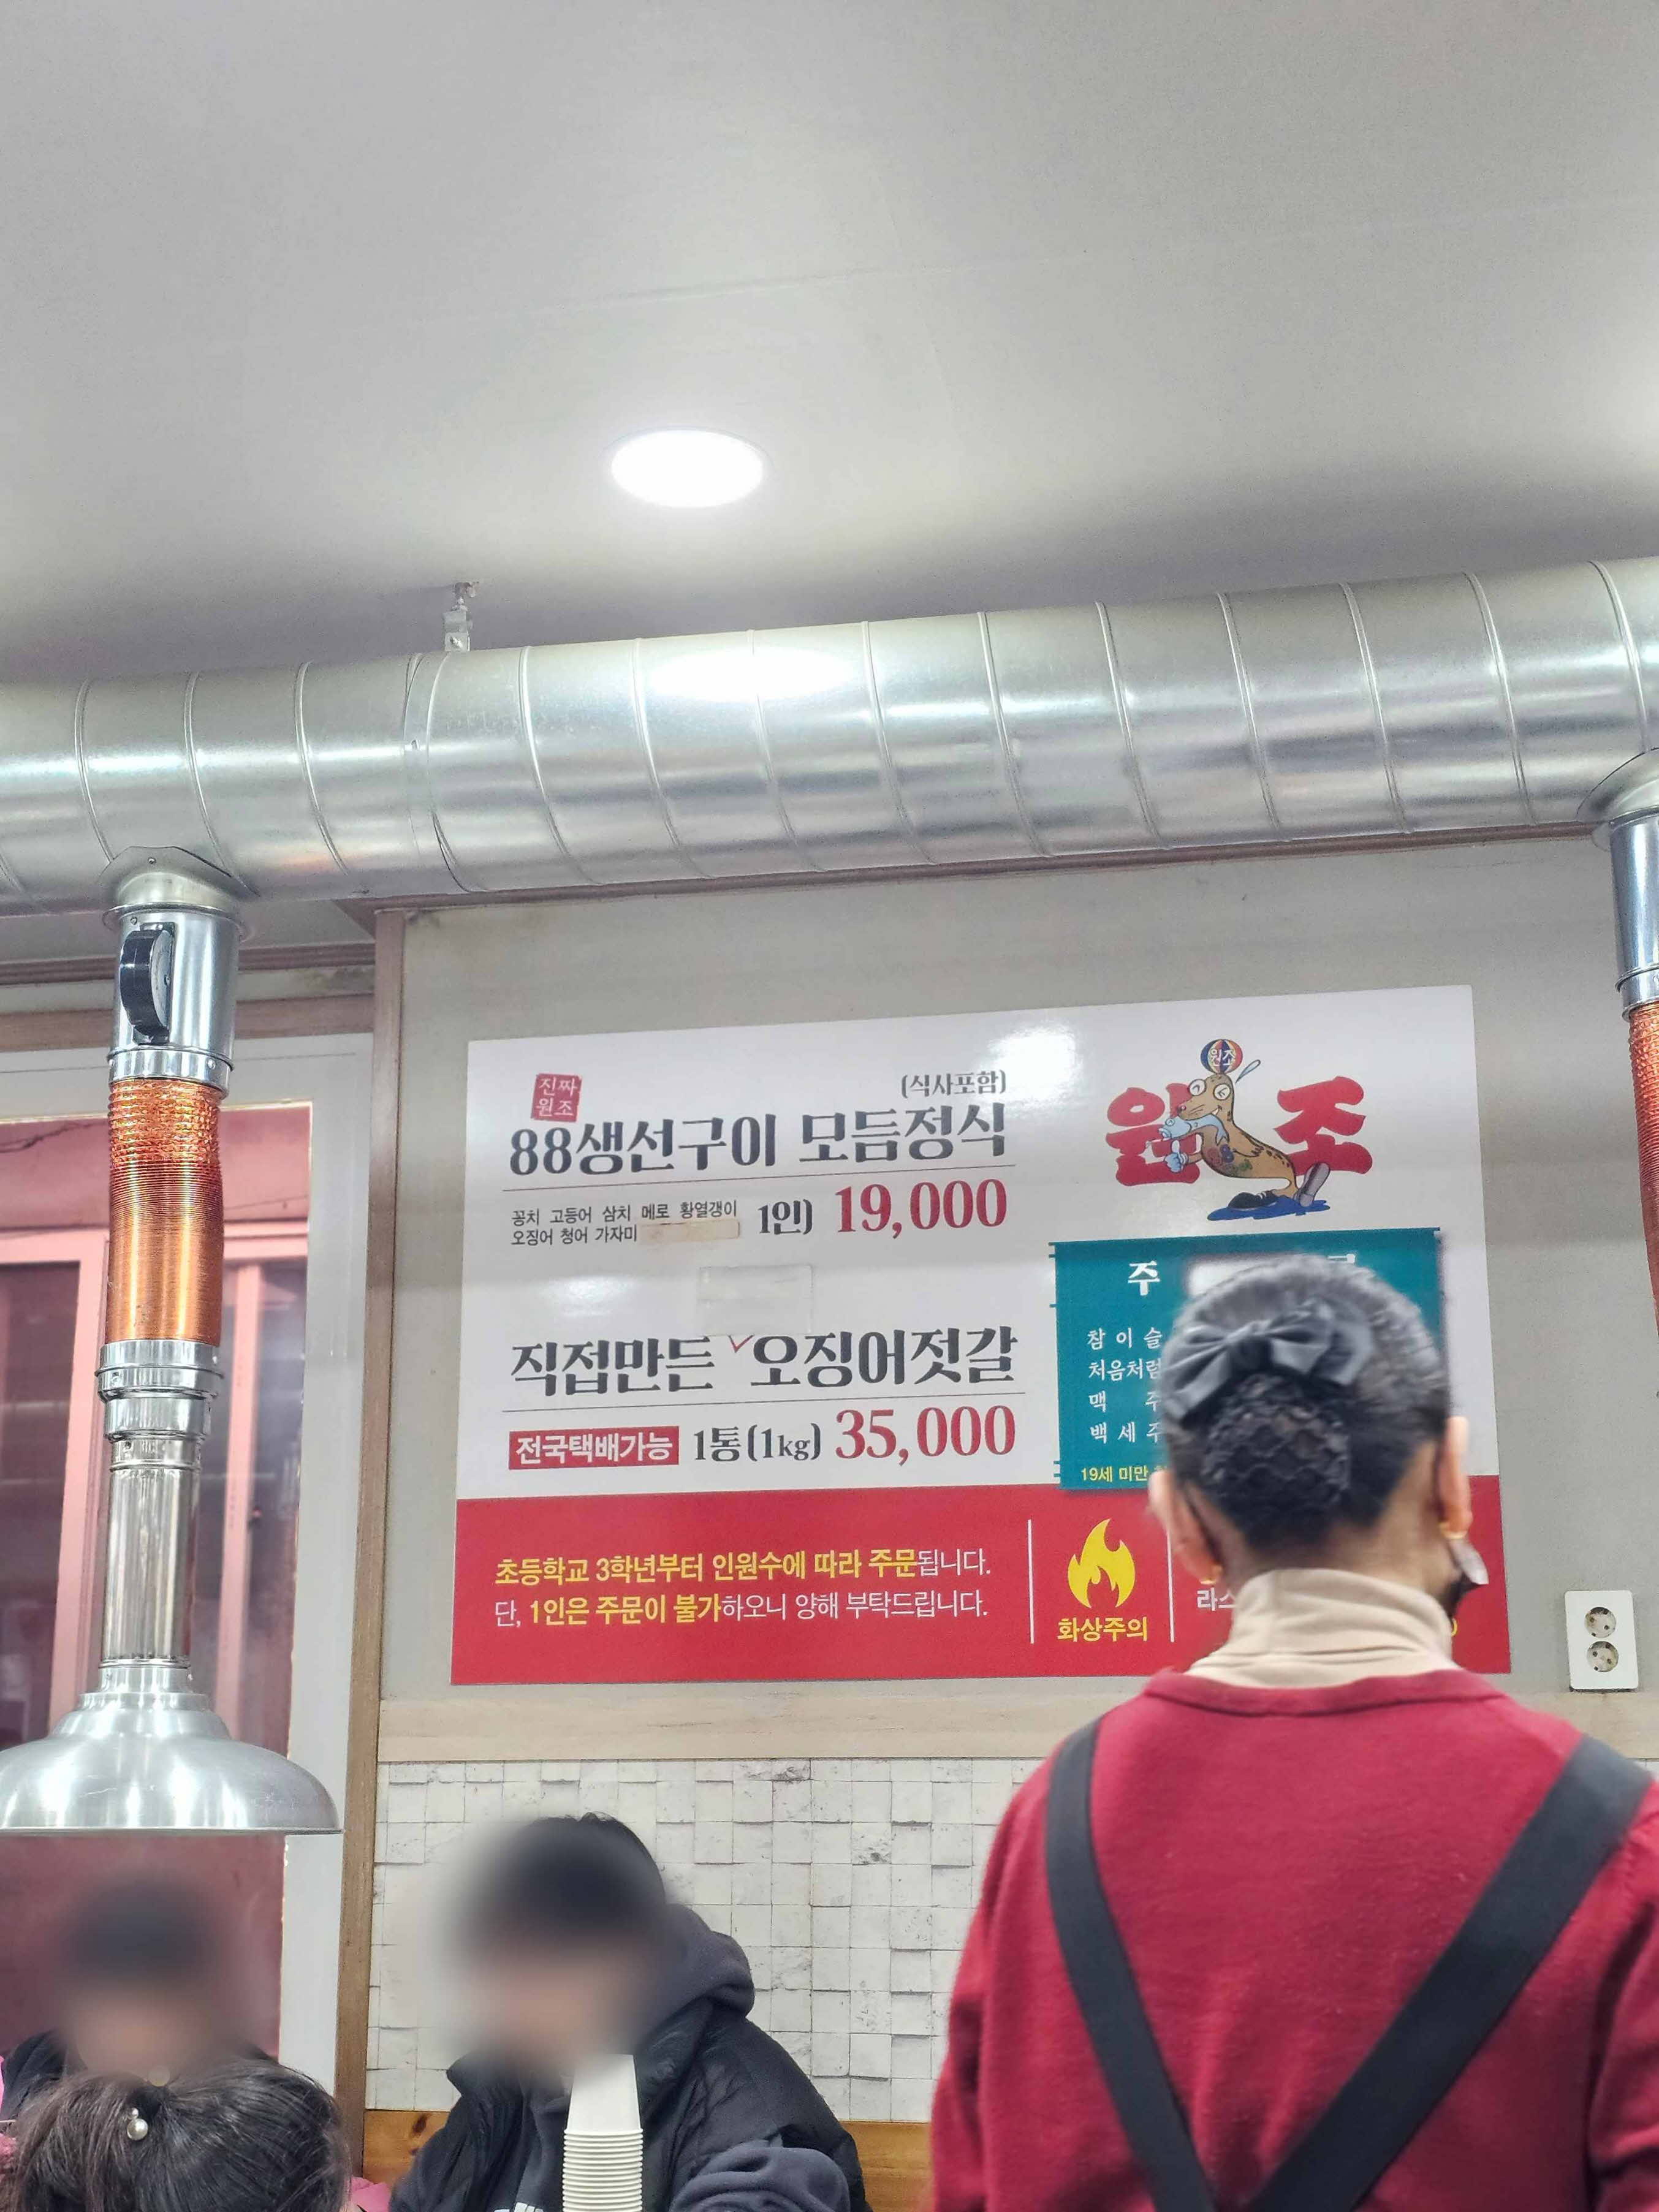 진짜
원조
(식사포함)
88생선구이 모듬정식
꽁치 고등어 삼치 메로 황열갱이
오징어 청어 가자미
1인) 19,000
직접만든 오징어젓갈
전국택배가능 1통(1kg) 35,000
초등학교 3학년부터 인원수에 따라 주문됩니다.
단, 1인은 주문이 불가하오니 양해 부탁드립니다.
원조
원조
주
참이슬
처음처럼
맥주
백세주
19세 미만
화상주의